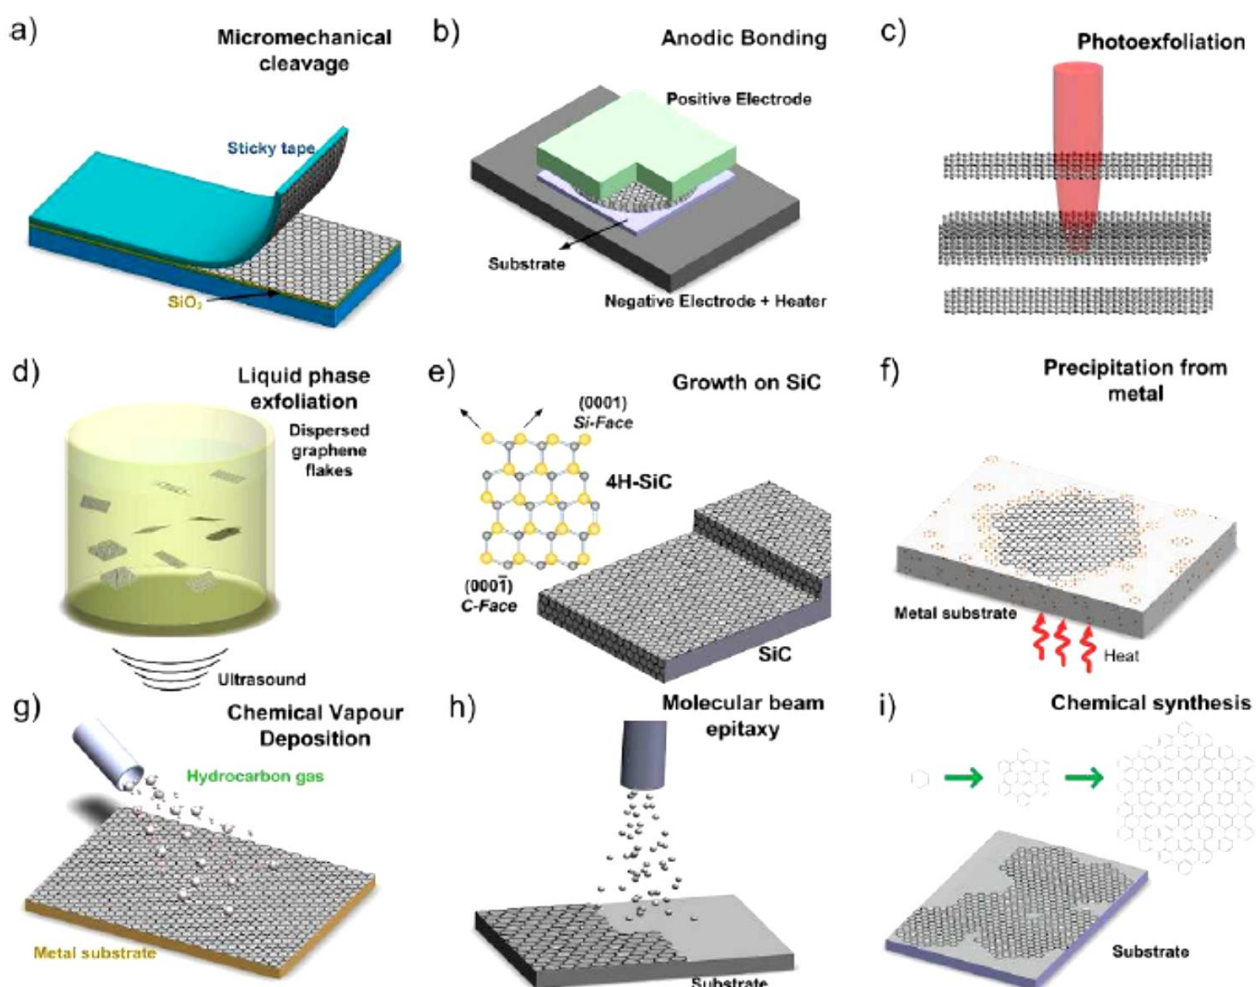 a)
Micromechanical
cleavage
Sticky tape
SiO₂
b)
Anodic Bonding
Positive Electrode
Substrate
Negative Electrode + Heater
c)
Photoexfoliation
d)
Liquid phase
exfoliation
Dispersed
graphene
flakes
Ultrasound
e)
Growth on SiC
(0001)
Si-Face
4H-SiC
(0001̅)
C-Face
SiC
f)
Precipitation from
metal
Metal substrate
Heat
g)
Chemical Vapour
Deposition
Hydrocarbon gas
Metal substrate
h)
Molecular beam
epitaxy
Substrate
i)
Chemical synthesis
Substrate